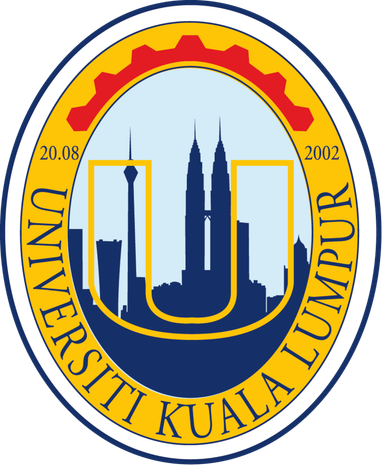 20.08
2002
UNIVERSITI KUALA LUMPUR
U